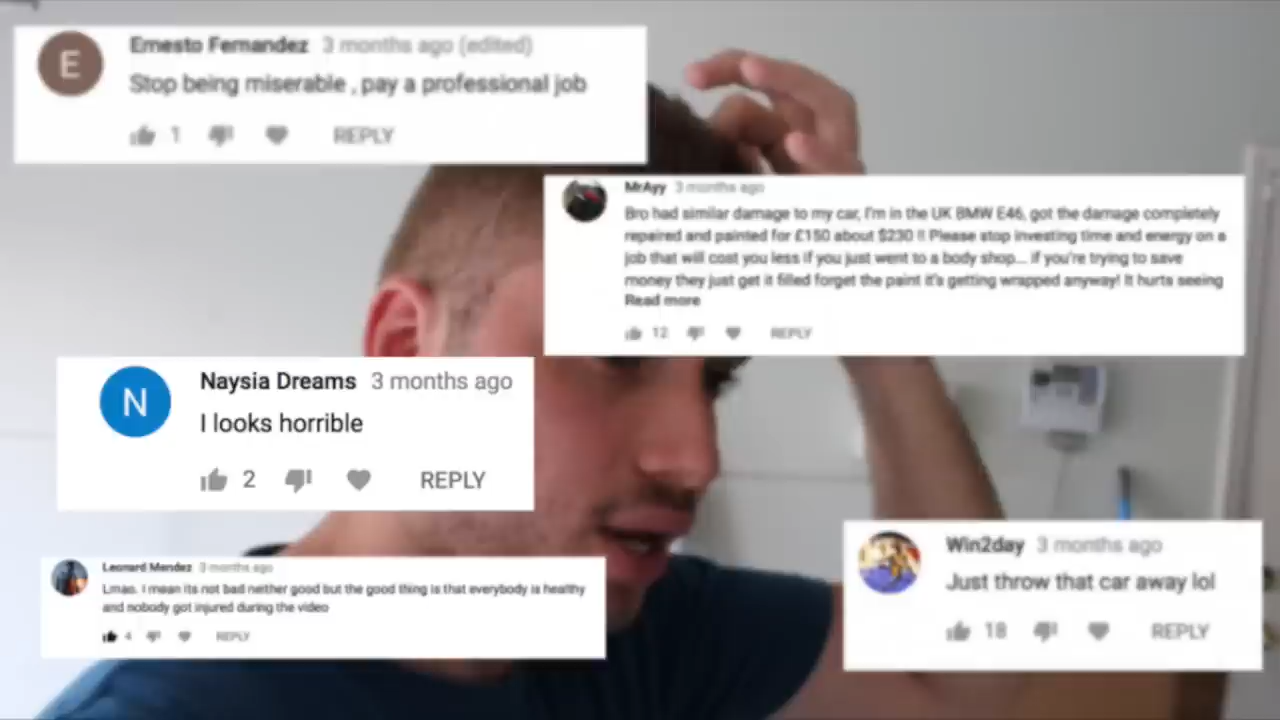 E
Ernesto Fernandez 3 months ago (edited)
Stop being miserable , pay a professional job
1 REPLY
MrAyy 3 months ago
Bro had similar damage to my car, I'm in the UK BMW E46, got the damage completely
repaired and painted for £150 about $230 !! Please stop investing time and energy on a
job that will cost you less if you just went to a body shop... if you're trying to save
money they just get it filled forget the paint it's getting wrapped anyway! It hurts seeing
Read more
12 REPLY
N
Naysia Dreams 3 months ago
I looks horrible
2 REPLY
Leonard Mendez 3 months ago
Lmao. I mean its not bad neither good but the good thing is that everybody is healthy
and nobody got injured during the video
4 REPLY
Win2day 3 months ago
Just throw that car away lol
18 REPLY